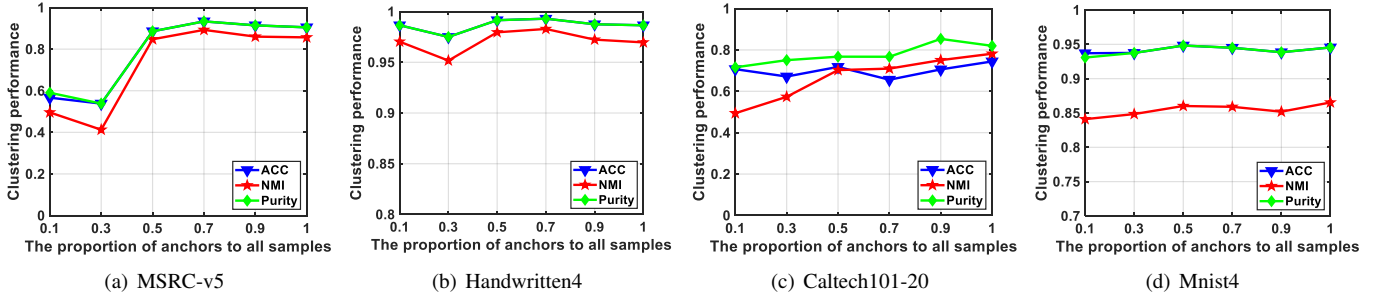 Clustering performance
1
0.8
0.6
0.4
0.2
0
0.1 0.3 0.5 0.7 0.9 1
The proportion of anchors to all samples
ACC
NMI
Purity
(a) MSRC-v5
Clustering performance
1
0.95
0.9
0.85
0.8
0.1 0.3 0.5 0.7 0.9 1
The proportion of anchors to all samples
ACC
NMI
Purity
(b) Handwritten4
Clustering performance
1
0.8
0.6
0.4
0.2
0
0.1 0.3 0.5 0.7 0.9 1
The proportion of anchors to all samples
ACC
NMI
Purity
(c) Caltech101-20
Clustering performance
1
0.95
0.9
0.85
0.8
0.75
0.7
0.1 0.3 0.5 0.7 0.9 1
The proportion of anchors to all samples
ACC
NMI
Purity
(d) Mnist4